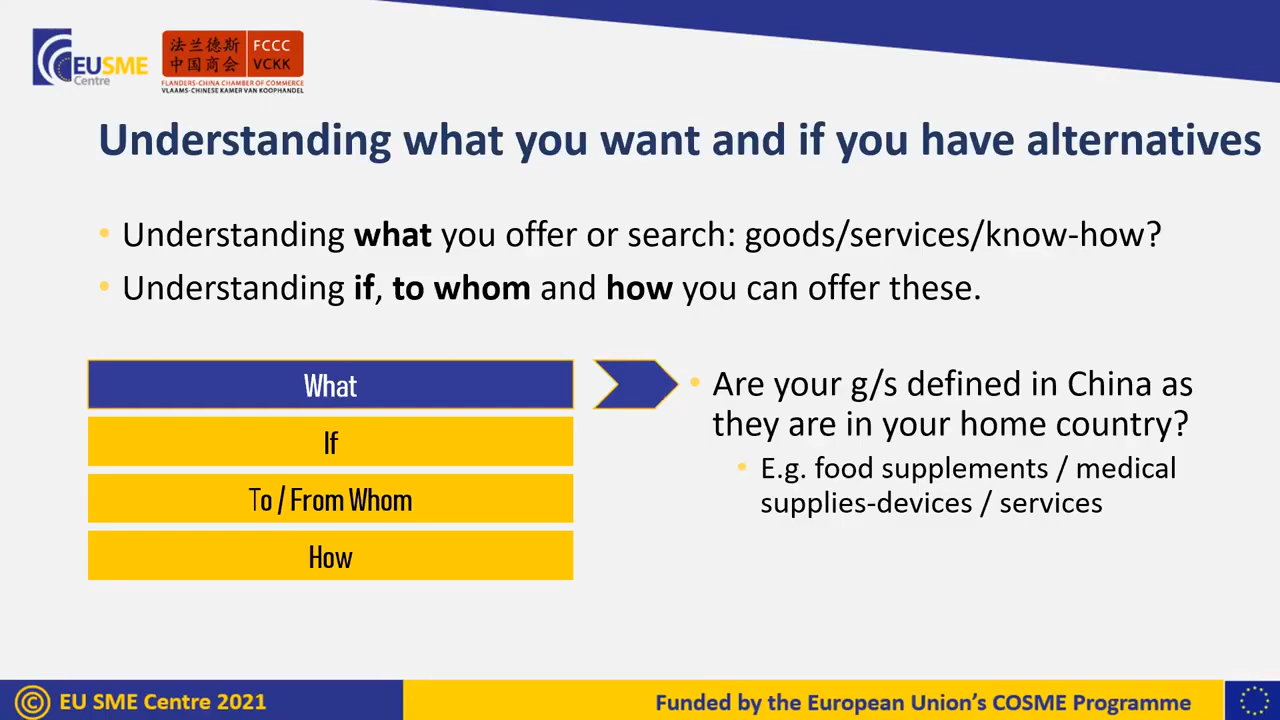 EUSME
Centre
法兰德斯
中国商会
FCCC
VCKK
FLANDERS-CHINA CHAMBER OF COMMERCE
VLAAMS-CHINESE KAMER VAN KOOPHANDEL
Understanding what you want and if you have alternatives
• Understanding what you offer or search: goods/services/know-how?
• Understanding if, to whom and how you can offer these.
What
If
To / From Whom
How
• Are your g/s defined in China as
they are in your home country?
• E.g. food supplements / medical
supplies-devices / services
© EU SME Centre 2021
Funded by the European Union’s COSME Programme